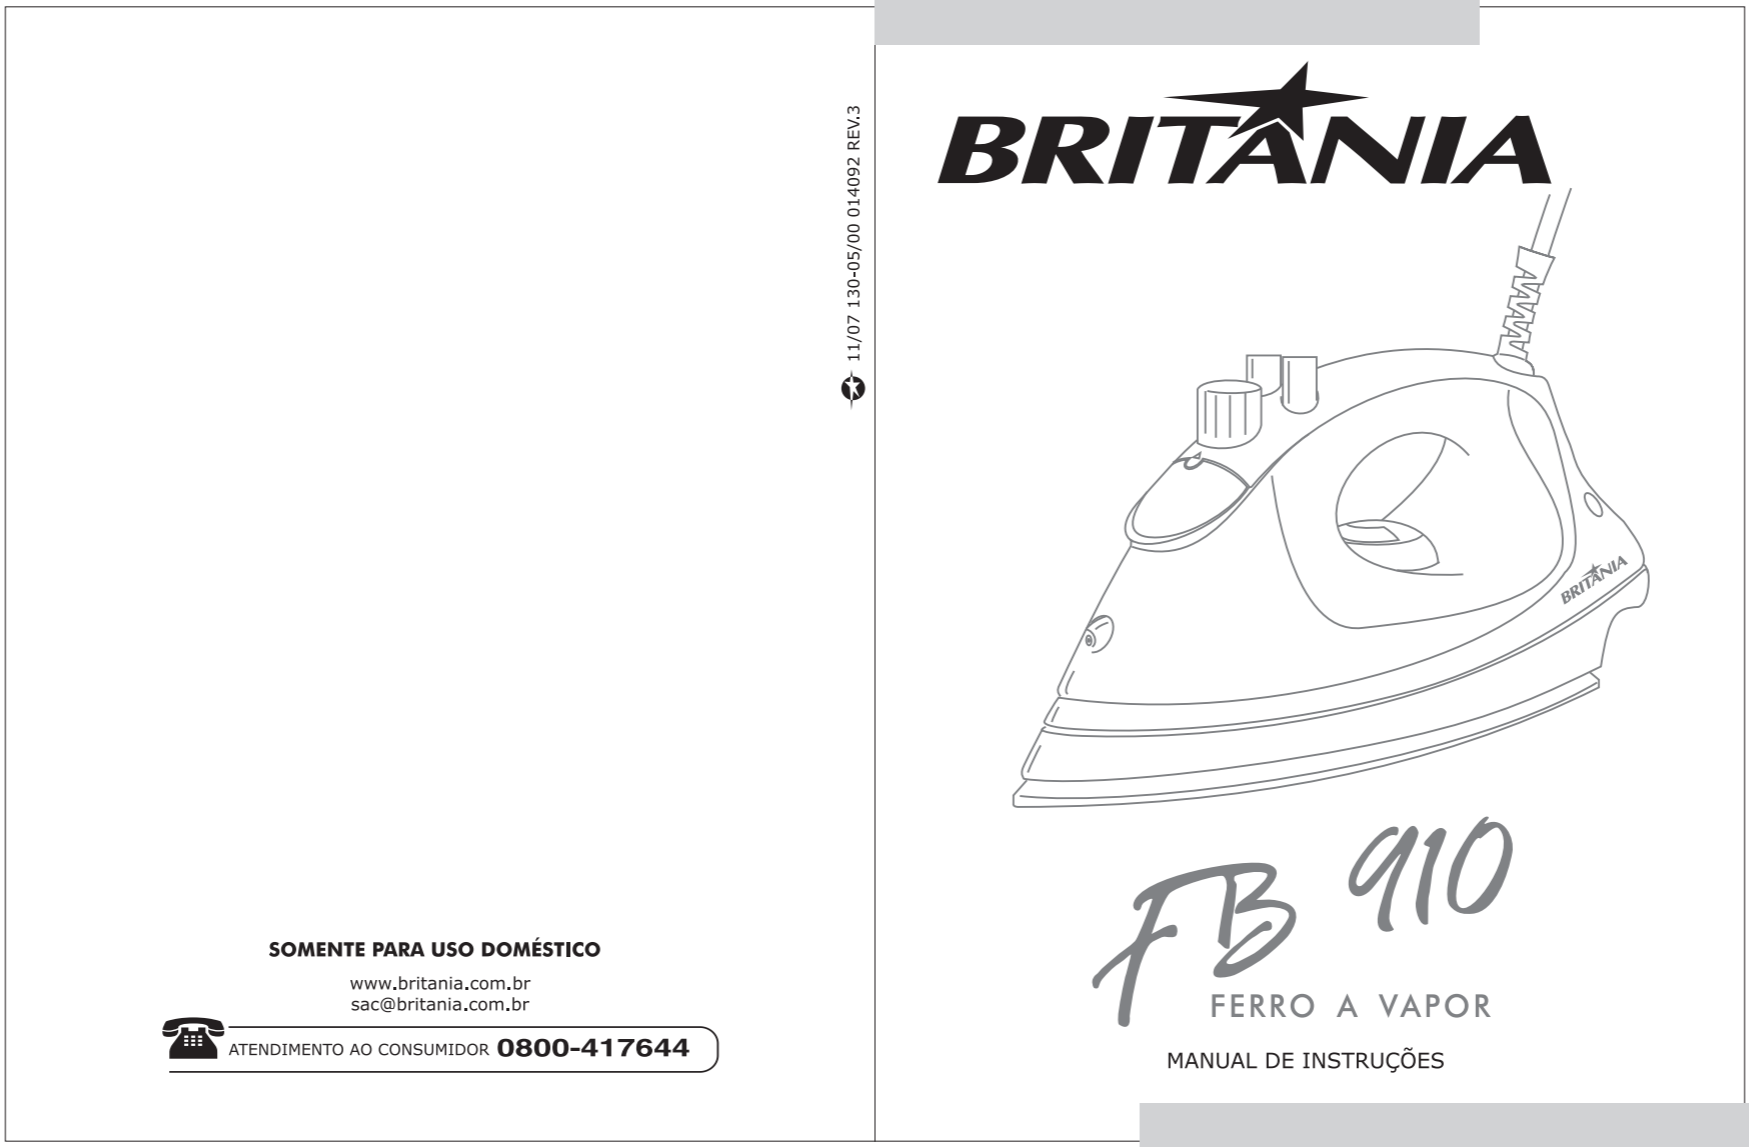 11/07 130-05/00 014092 REV.3
SOMENTE PARA USO DOMÉSTICO
www.britania.com.br
sac@britania.com.br
ATENDIMENTO AO CONSUMIDOR 0800-417644
BRITANIA
BRITANIA
FB 910
FERRO A VAPOR
MANUAL DE INSTRUÇÕES